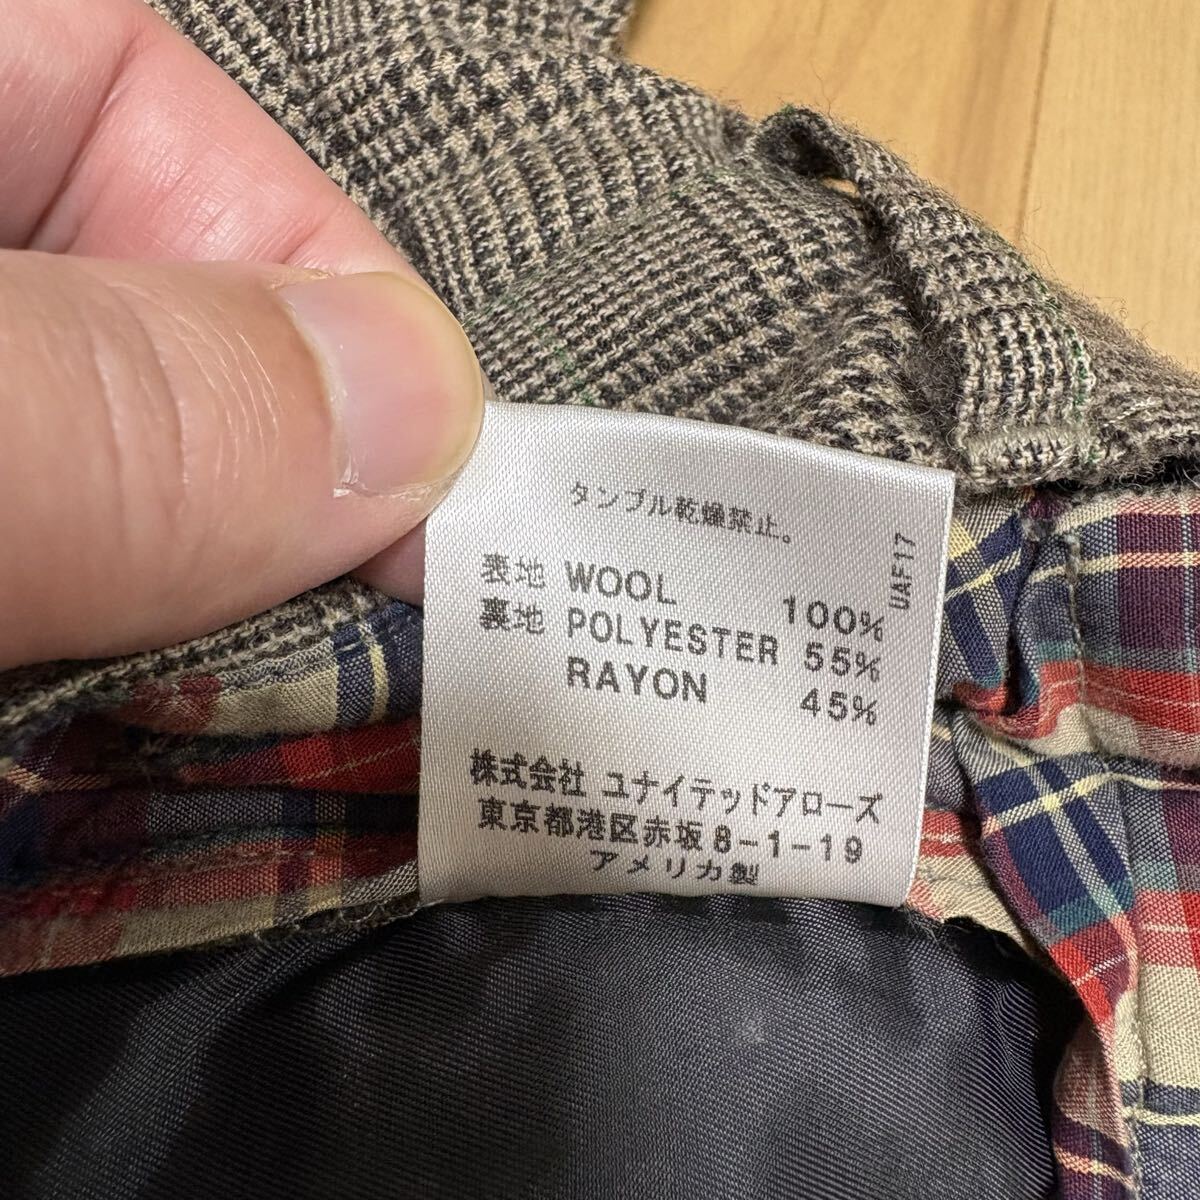 タンブル乾燥禁止。
表地 WOOL 100%
裏地 POLYESTER 55%
RAYON 45%
株式会社 ユナイテッドアローズ
東京都港区赤坂8-1-19
アメリカ製
UAF17